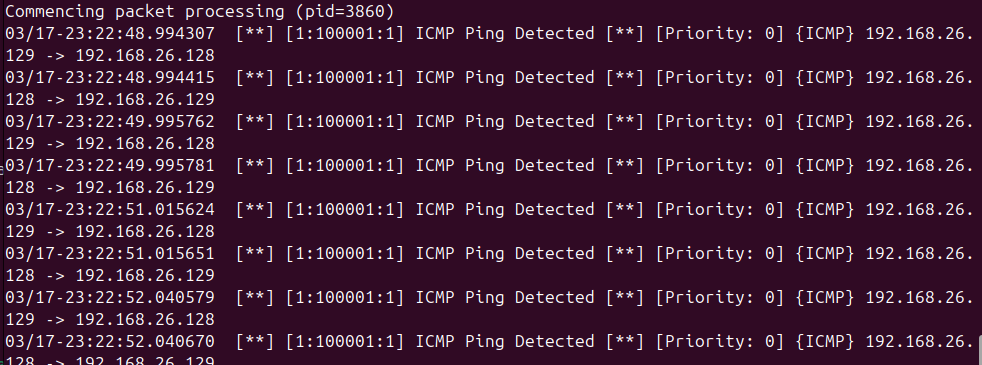 Commencing packet processing (pid=3860)
03/17-23:22:48.994307  [**] [1:100001:1] ICMP Ping Detected [**] [Priority: 0] {ICMP} 192.168.26.
129 -> 192.168.26.128
03/17-23:22:48.994415  [**] [1:100001:1] ICMP Ping Detected [**] [Priority: 0] {ICMP} 192.168.26.
128 -> 192.168.26.129
03/17-23:22:49.995762  [**] [1:100001:1] ICMP Ping Detected [**] [Priority: 0] {ICMP} 192.168.26.
129 -> 192.168.26.128
03/17-23:22:49.995781  [**] [1:100001:1] ICMP Ping Detected [**] [Priority: 0] {ICMP} 192.168.26.
128 -> 192.168.26.129
03/17-23:22:51.015624  [**] [1:100001:1] ICMP Ping Detected [**] [Priority: 0] {ICMP} 192.168.26.
129 -> 192.168.26.128
03/17-23:22:51.015651  [**] [1:100001:1] ICMP Ping Detected [**] [Priority: 0] {ICMP} 192.168.26.
128 -> 192.168.26.129
03/17-23:22:52.040579  [**] [1:100001:1] ICMP Ping Detected [**] [Priority: 0] {ICMP} 192.168.26.
129 -> 192.168.26.128
03/17-23:22:52.040670  [**] [1:100001:1] ICMP Ping Detected [**] [Priority: 0] {ICMP} 192.168.26.
128 -> 192.168.26.129